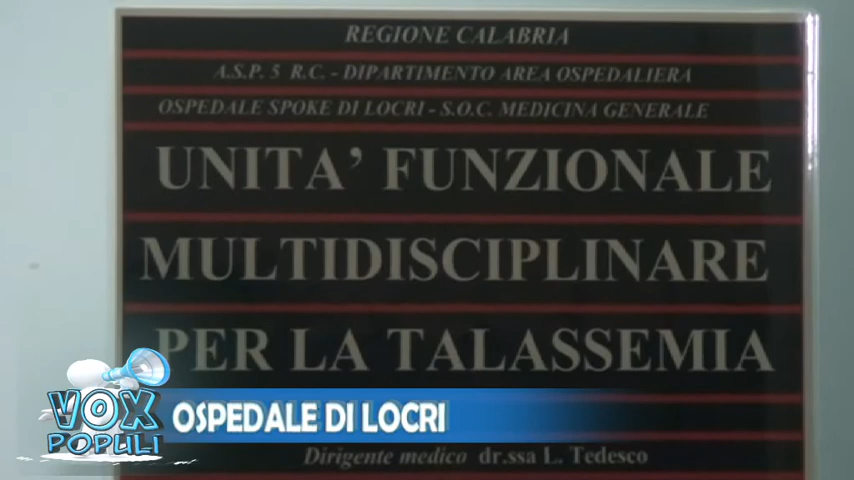 REGIONE CALABRIA
A.S.P. 5 R.C. - DIPARTIMENTO AREA OSPEDALIERA
OSPEDALE SPOKE DI LOCRI - S.O.C. MEDICINA GENERALE
UNITA' FUNZIONALE
MULTIDISCIPLINARE
PER LA TALASSEMIA
VOX
POPULI
OSPEDALE DI LOCRI
Dirigente medico dr.ssa L. Tedesco